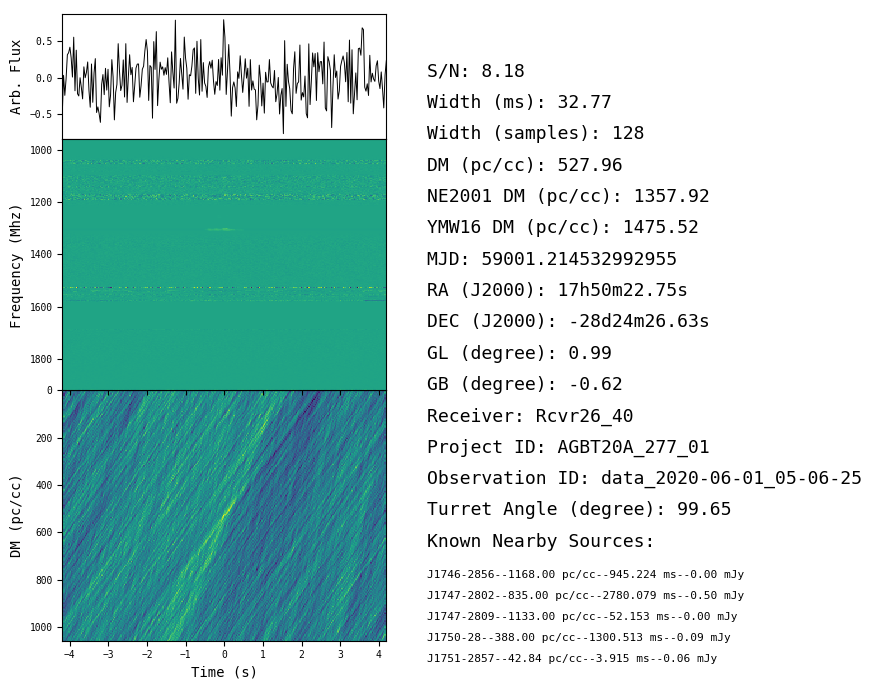 Arb. Flux
0.5
0.0
−0.5
Frequency (Mhz)
1000
1200
1400
1600
1800
DM (pc/cc)
0
200
400
600
800
1000
−4 −3 −2 −1 0 1 2 3 4
Time (s)
S/N: 8.18
Width (ms): 32.77
Width (samples): 128
DM (pc/cc): 527.96
NE2001 DM (pc/cc): 1357.92
YMW16 DM (pc/cc): 1475.52
MJD: 59001.214532992955
RA (J2000): 17h50m22.75s
DEC (J2000): -28d24m26.63s
GL (degree): 0.99
GB (degree): -0.62
Receiver: Rcvr26_40
Project ID: AGBT20A_277_01
Observation ID: data_2020-06-01_05-06-25
Turret Angle (degree): 99.65
Known Nearby Sources:
J1746-2856--1168.00 pc/cc--945.224 ms--0.00 mJy
J1747-2802--835.00 pc/cc--2780.079 ms--0.50 mJy
J1747-2809--1133.00 pc/cc--52.153 ms--0.00 mJy
J1750-28--388.00 pc/cc--1300.513 ms--0.09 mJy
J1751-2857--42.84 pc/cc--3.915 ms--0.06 mJy